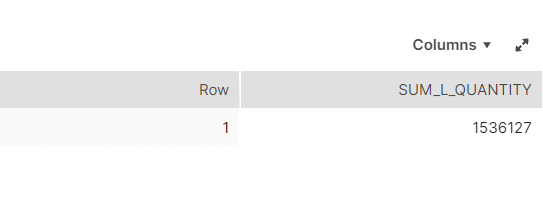 Columns
Row SUM_L_QUANTITY
1 1536127